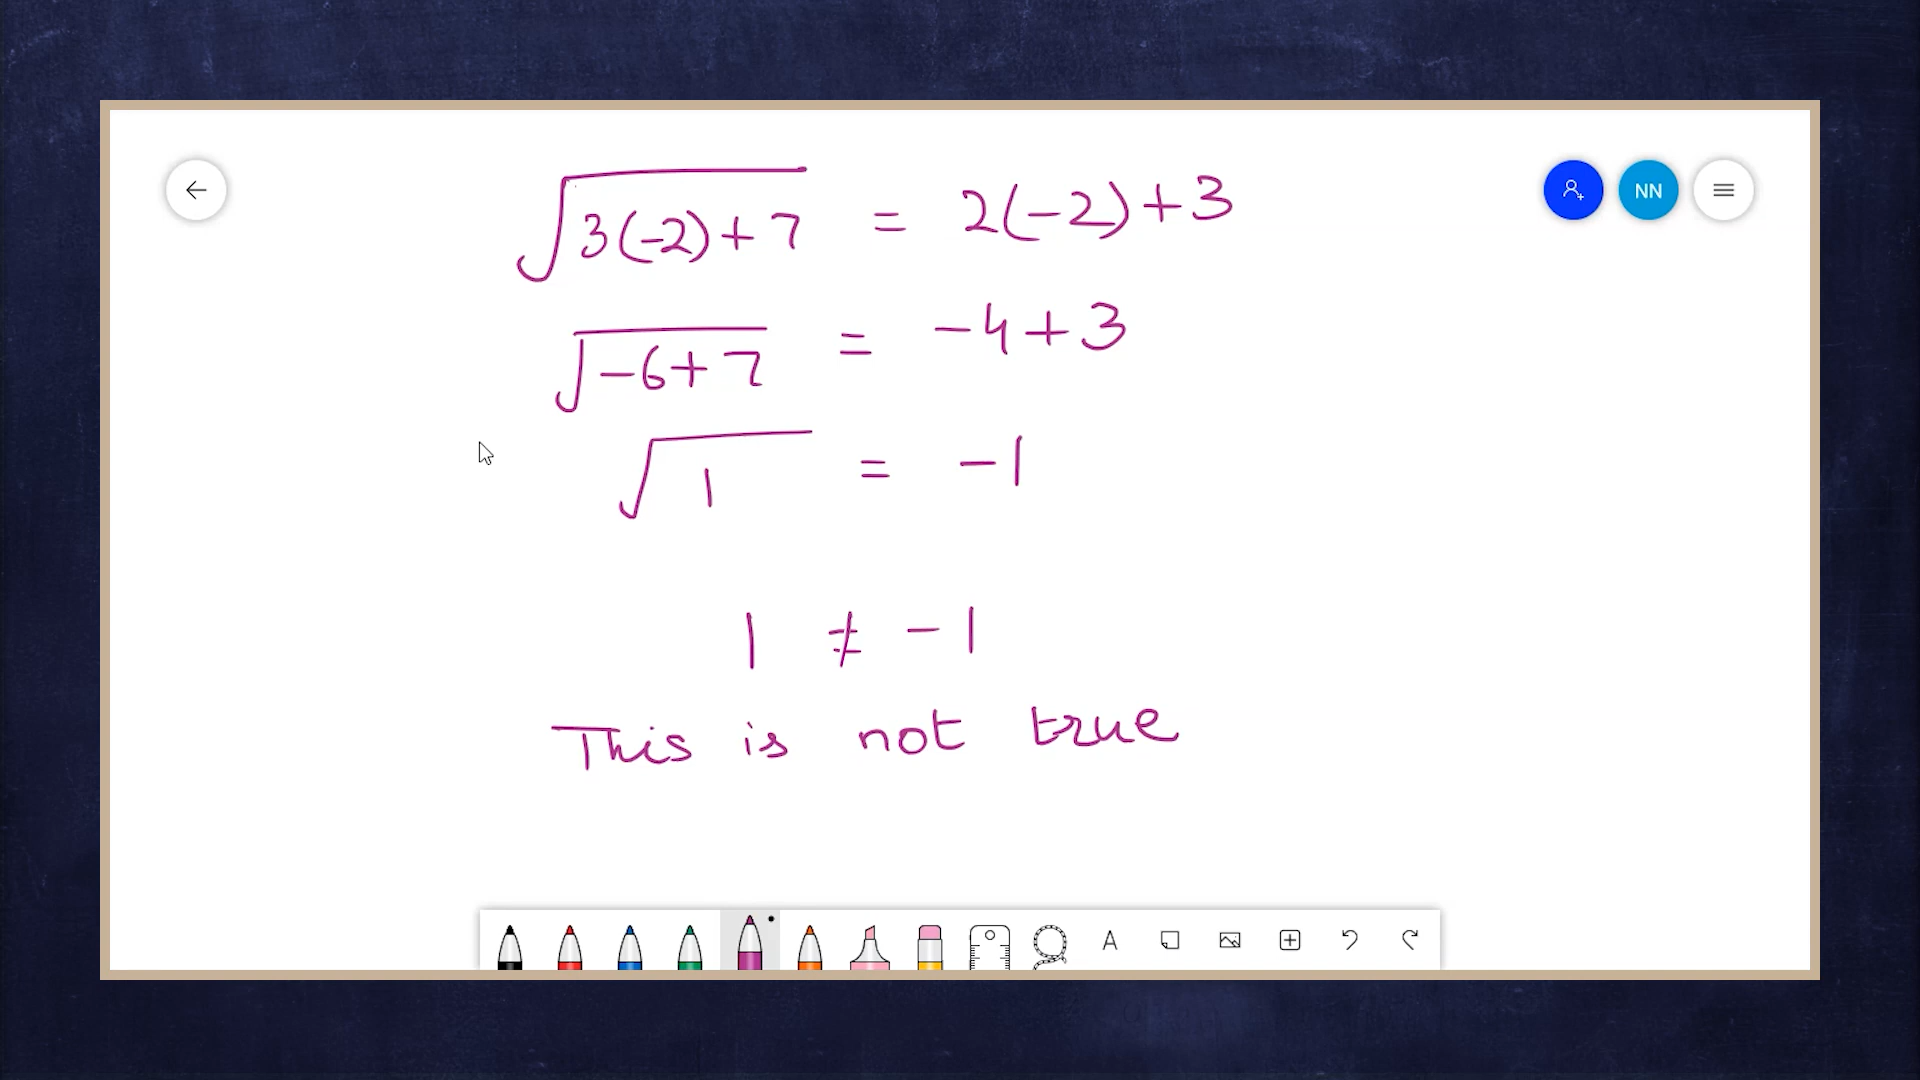 √3(-2)+7 = 2(-2)+3
NN
√-6+7 = -4+3
√1 = -1
1 ≠ -1
This is not true
A